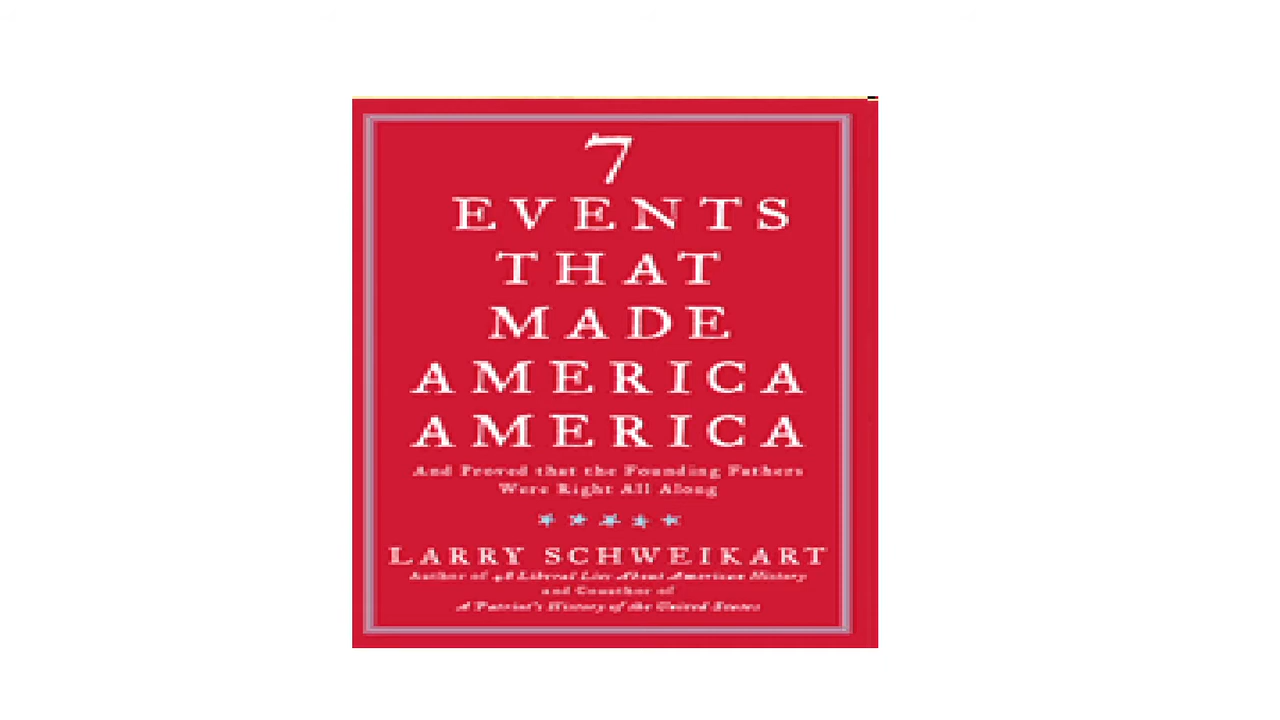 7
EVENTS
THAT
MADE
AMERICA
AMERICA
And Proved that the Founding Fathers
Were Right All Along
LARRY SCHWEIKART
Author of 48 Liberal Lies About American History
and Coauthor of
A Patriot's History of the United States